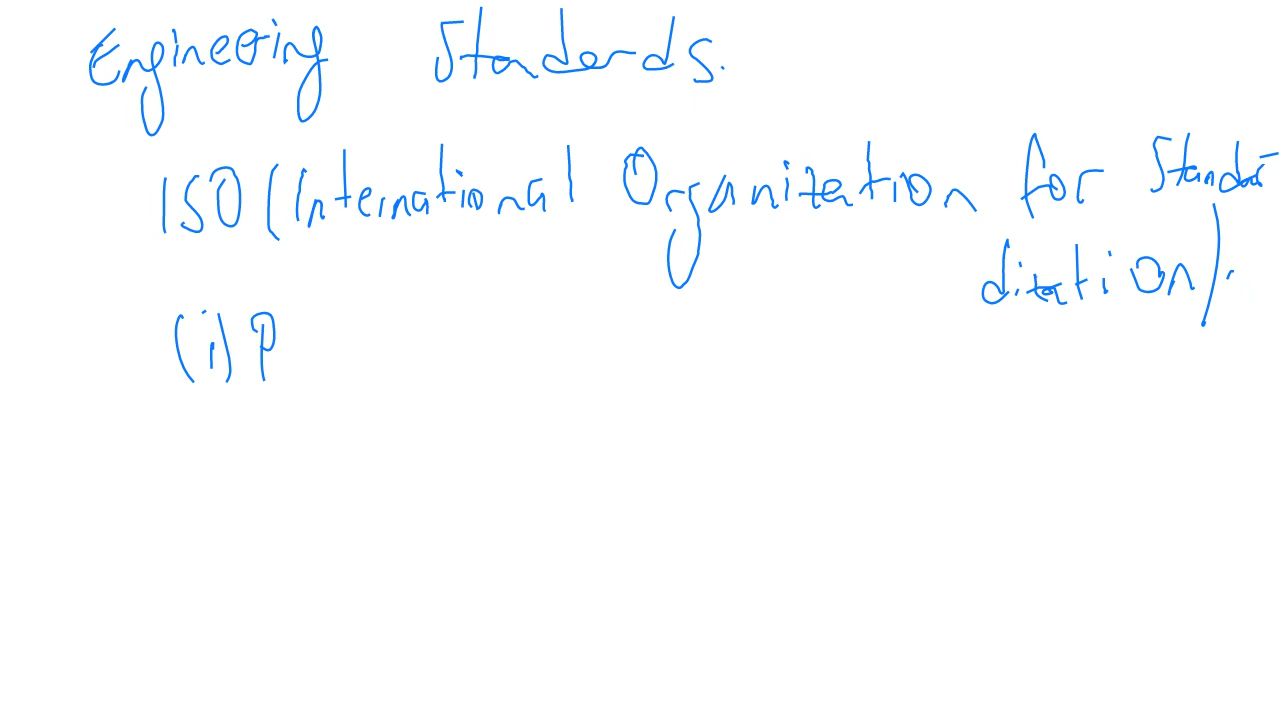 Engineering Standards.
ISO (International Organization for Standar
dization).
(i) P